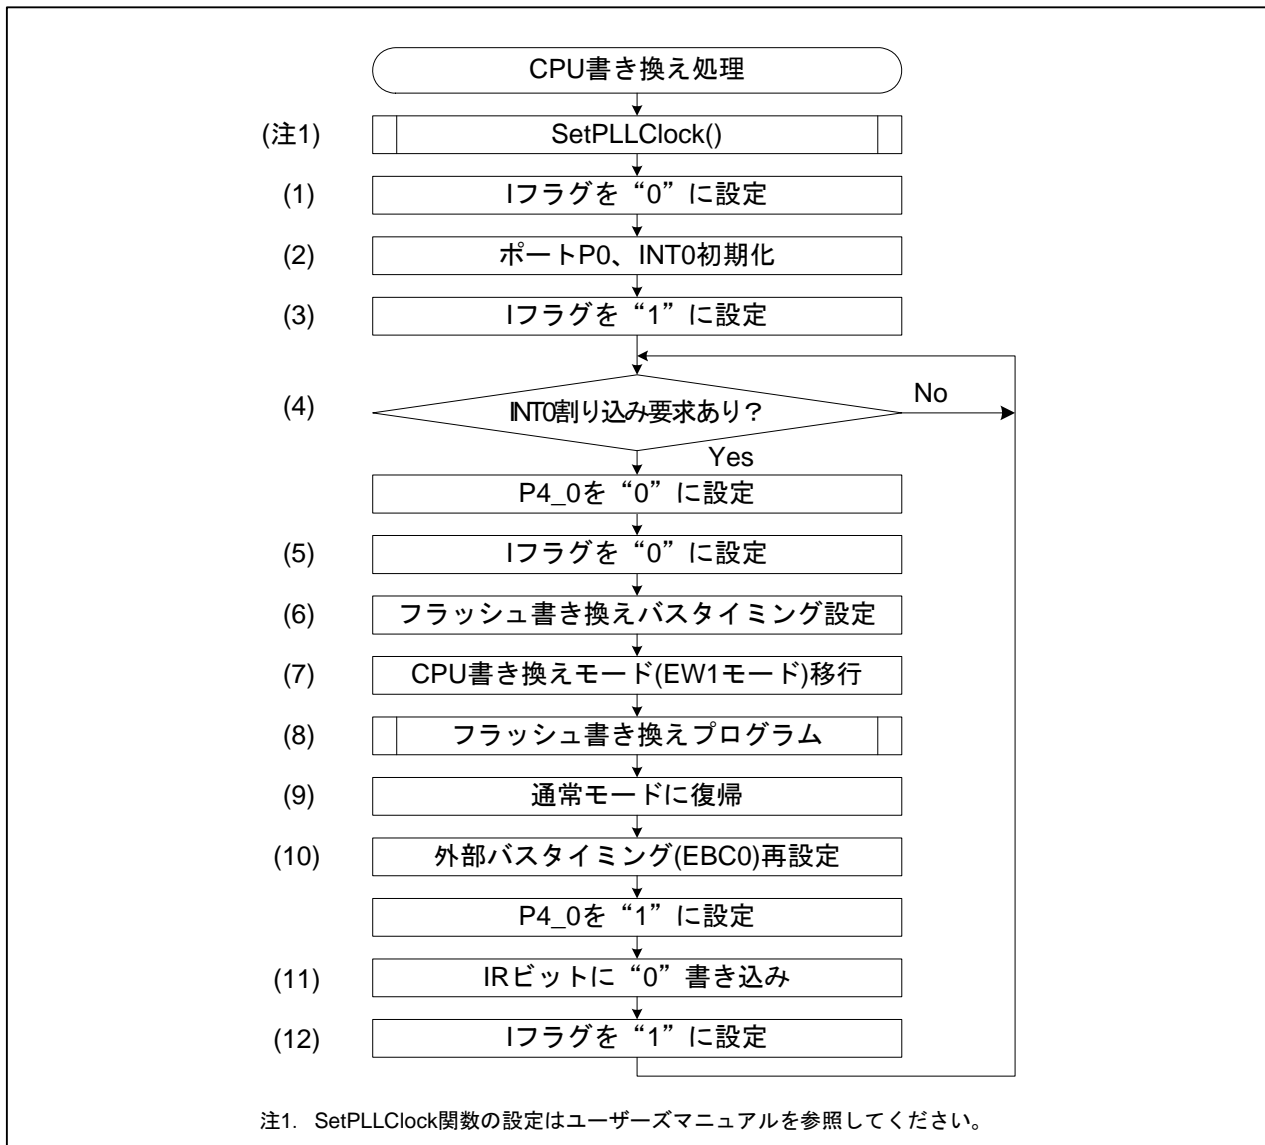 CPU書き換え処理
(注1) SetPLLClock()
(1) Iフラグを“0”に設定
(2) ポートP0、INT0初期化
(3) Iフラグを“1”に設定
(4) INT0割り込み要求あり?
No
Yes
P4_0を“0”に設定
(5) Iフラグを“0”に設定
(6) フラッシュ書き換えバスタイミング設定
(7) CPU書き換えモード(EW1モード)移行
(8) フラッシュ書き換えプログラム
(9) 通常モードに復帰
(10) 外部バスタイミング(EBC0)再設定
P4_0を“1”に設定
(11) IRビットに“0”書き込み
(12) Iフラグを“1”に設定
注1. SetPLLClock関数の設定はユーザーズマニュアルを参照してください。